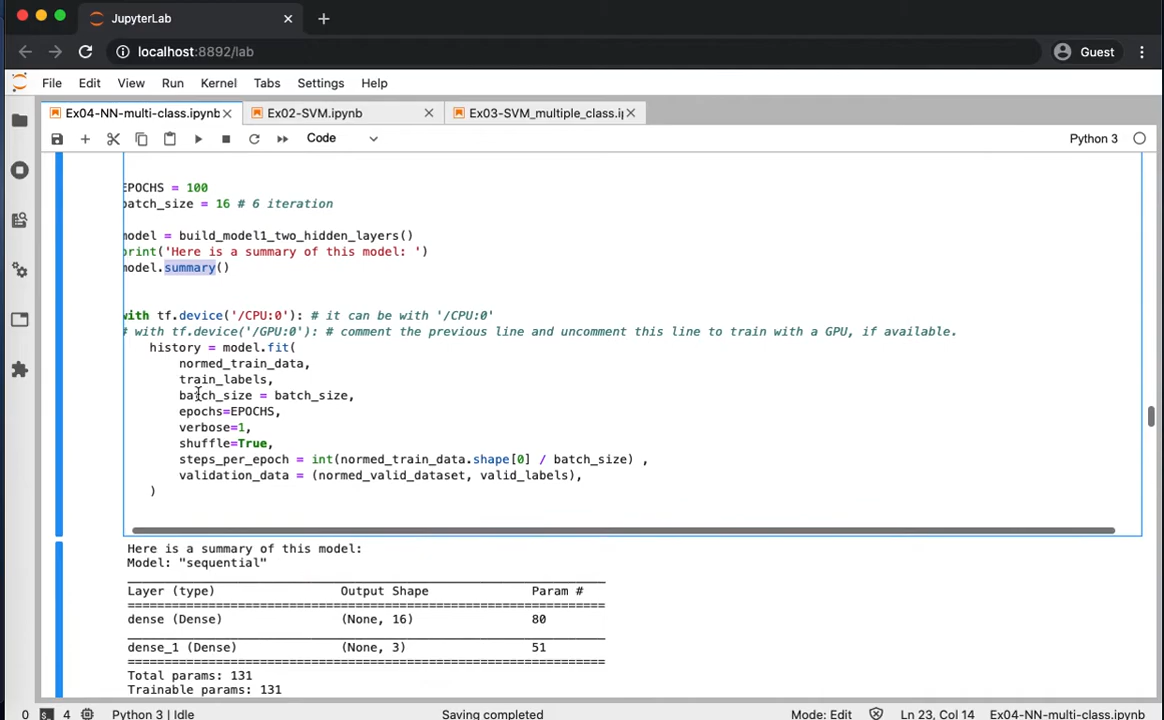 JupyterLab
localhost:8892/lab
Guest
File Edit View Run Kernel Tabs Settings Help
Ex04-NN-multi-class.ipynb Ex02-SVM.ipynb Ex03-SVM_multiple_class.i
Code
Python 3
EPOCHS = 100
batch_size = 16 # 6 iteration
model = build_model1_two_hidden_layers()
print('Here is a summary of this model: ')
model.summary()
with tf.device('/CPU:0'): # it can be with '/CPU:0'
# with tf.device('/GPU:0'): # comment the previous line and uncomment this line to train with a GPU, if available.
history = model.fit(
normed_train_data,
train_labels,
batch_size = batch_size,
epochs=EPOCHS,
verbose=1,
shuffle=True,
steps_per_epoch = int(normed_train_data.shape[0] / batch_size) ,
validation_data = (normed_valid_dataset, valid_labels),
)
Here is a summary of this model:
Model: "sequential"
Layer (type) Output Shape Param #
dense (Dense) (None, 16) 80
dense_1 (Dense) (None, 3) 51
Total params: 131
Trainable params: 131
0 4 Python 3 | Idle Saving completed Mode: Edit Ln 23, Col 14 Ex04-NN-multi-class.ipynb